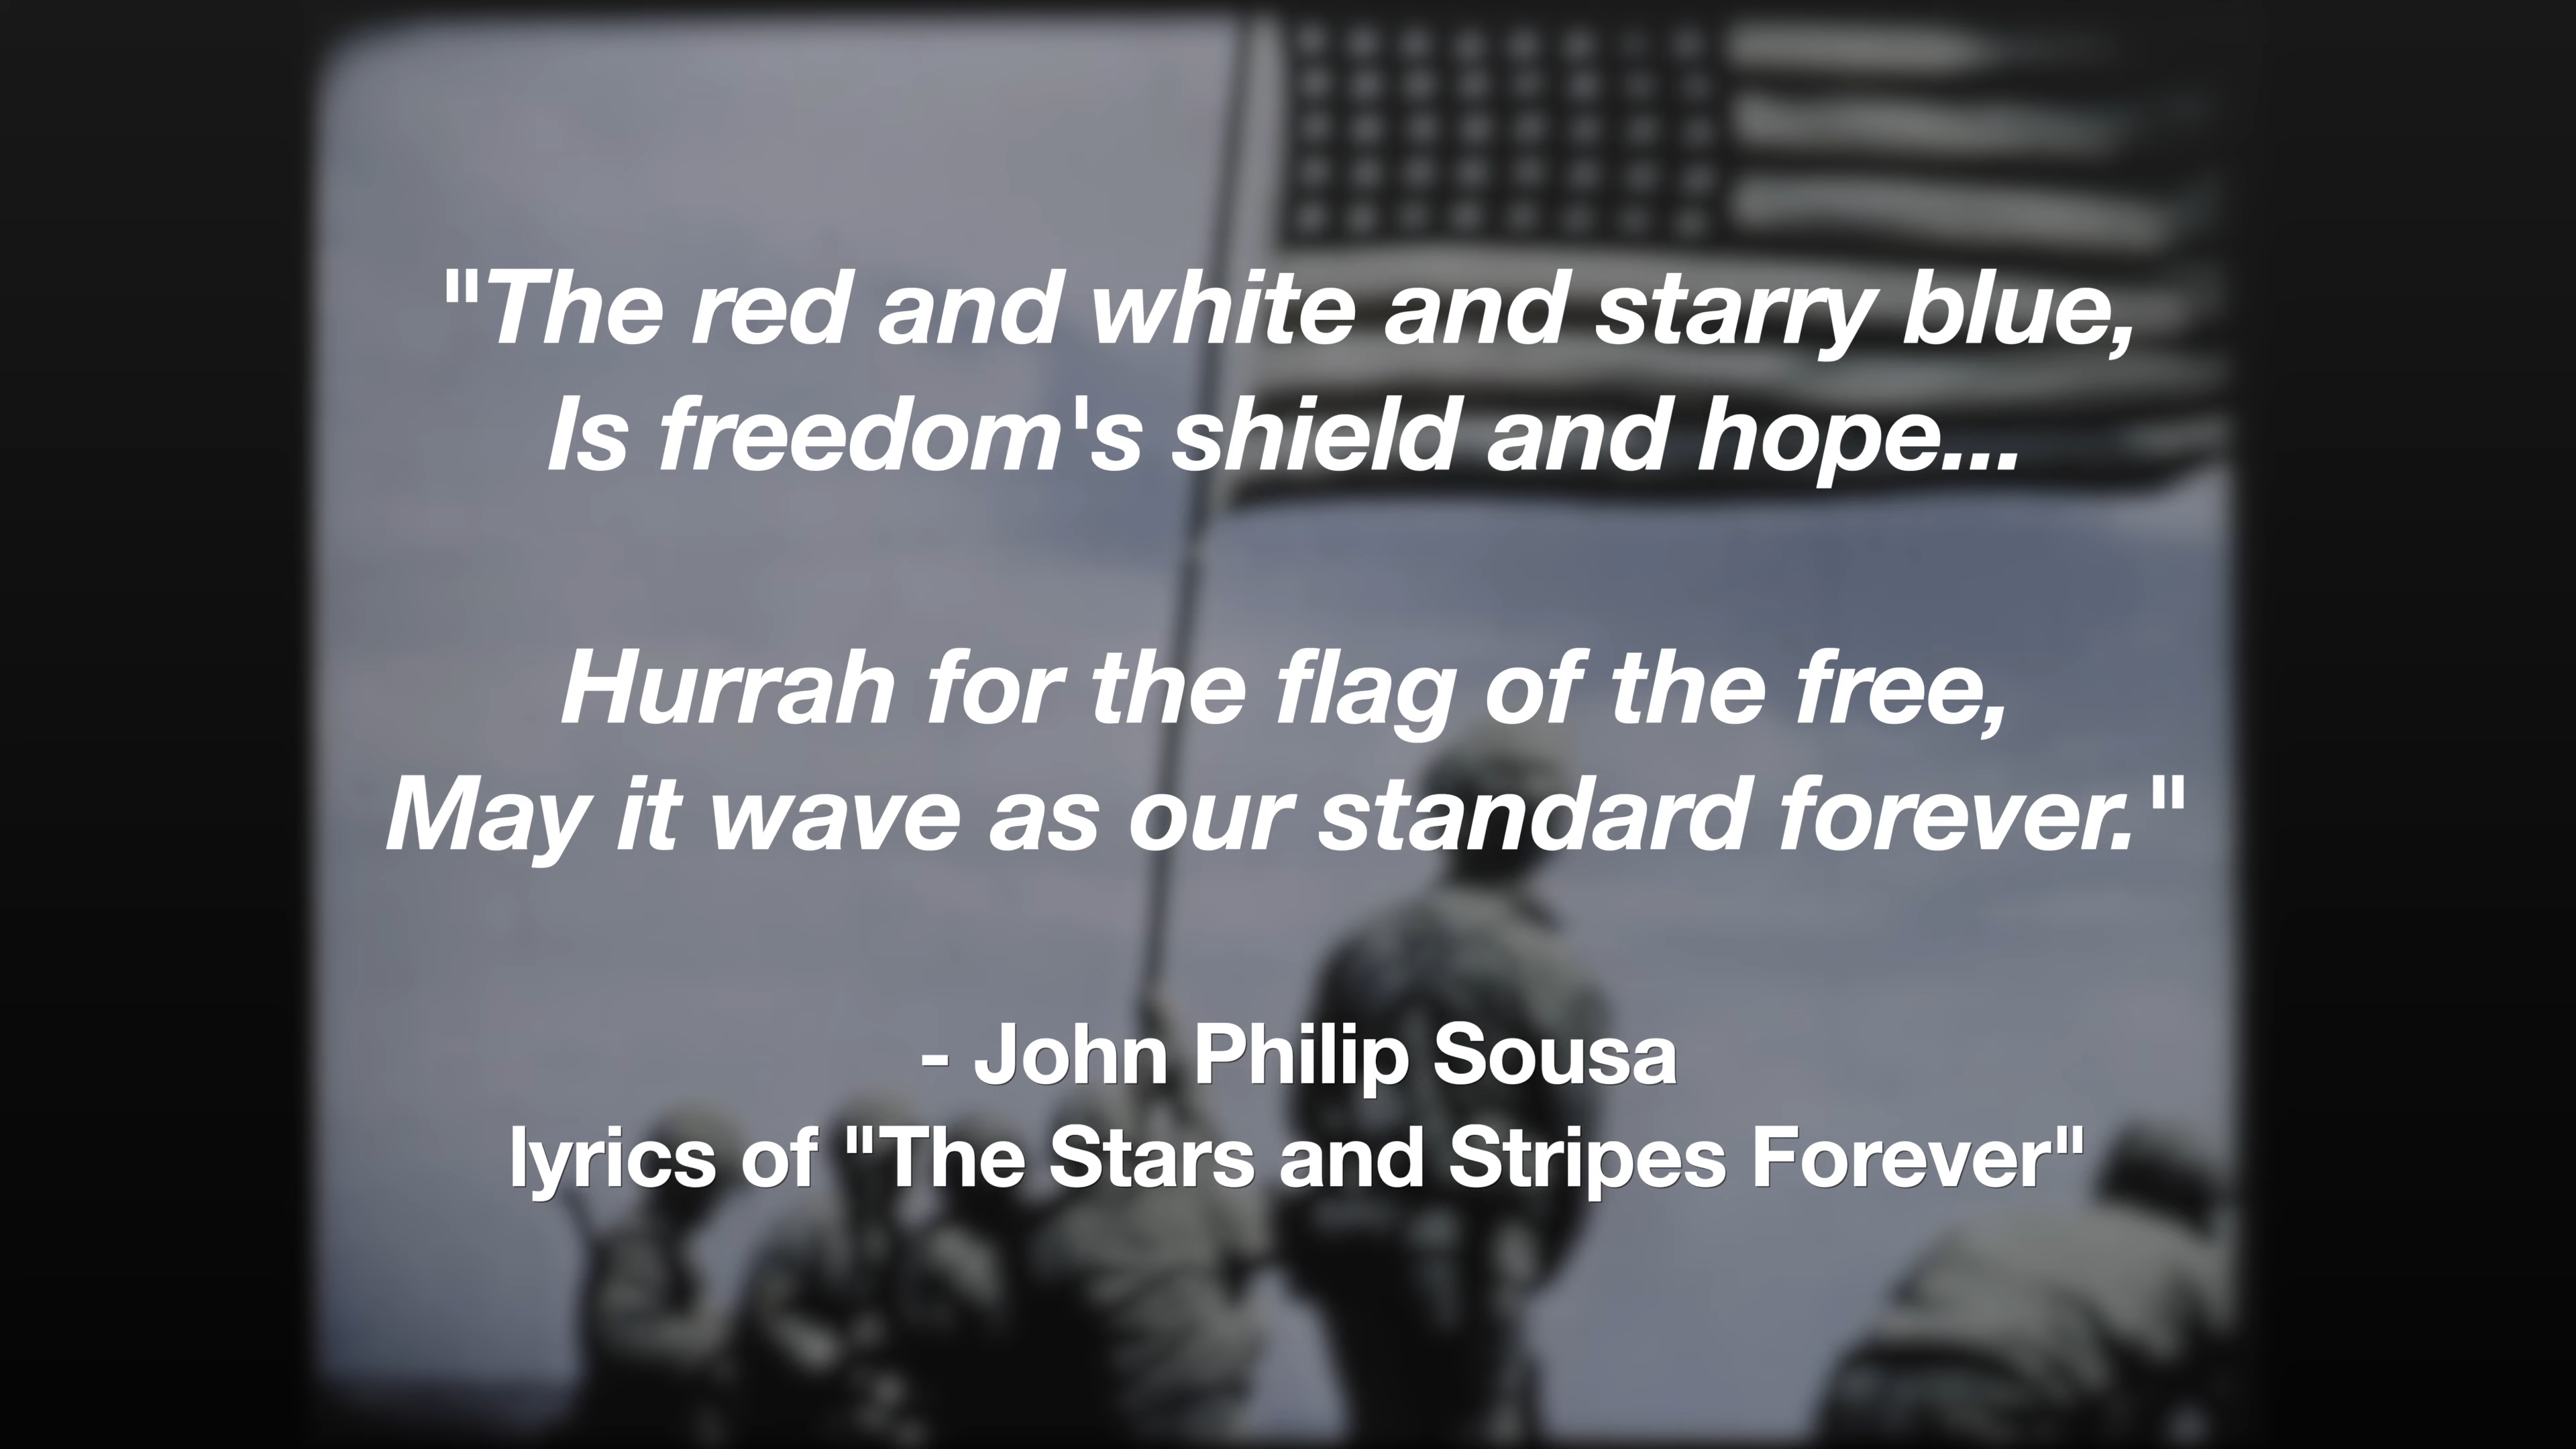 "The red and white and starry blue,
Is freedom's shield and hope...
Hurrah for the flag of the free,
May it wave as our standard forever."
- John Philip Sousa
lyrics of "The Stars and Stripes Forever"